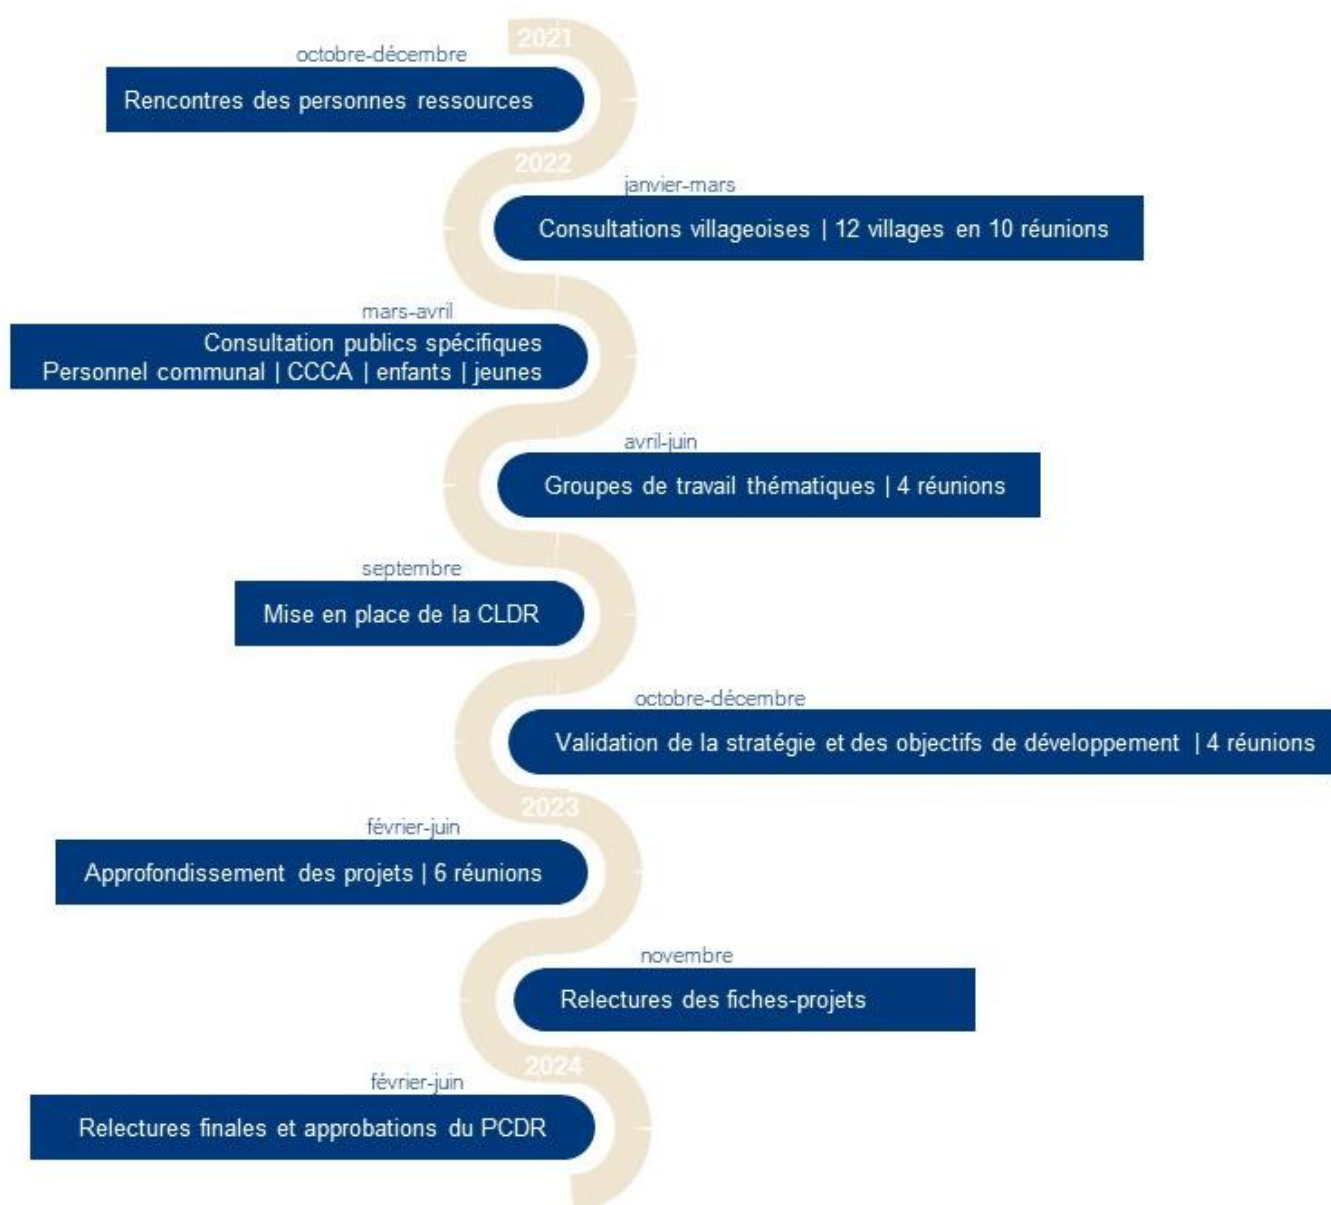 2021
octobre-décembre
Rencontres des personnes ressources
2022
janvier-mars
Consultations villageoises | 12 villages en 10 réunions
mars-avril
Consultation publics spécifiques
Personnel communal | CCCA | enfants | jeunes
avril-juin
Groupes de travail thématiques | 4 réunions
septembre
Mise en place de la CLDR
octobre-décembre
Validation de la stratégie et des objectifs de développement | 4 réunions
2023
février-juin
Approfondissement des projets | 6 réunions
novembre
Relectures des fiches-projets
2024
février-juin
Relectures finales et approbations du PCDR